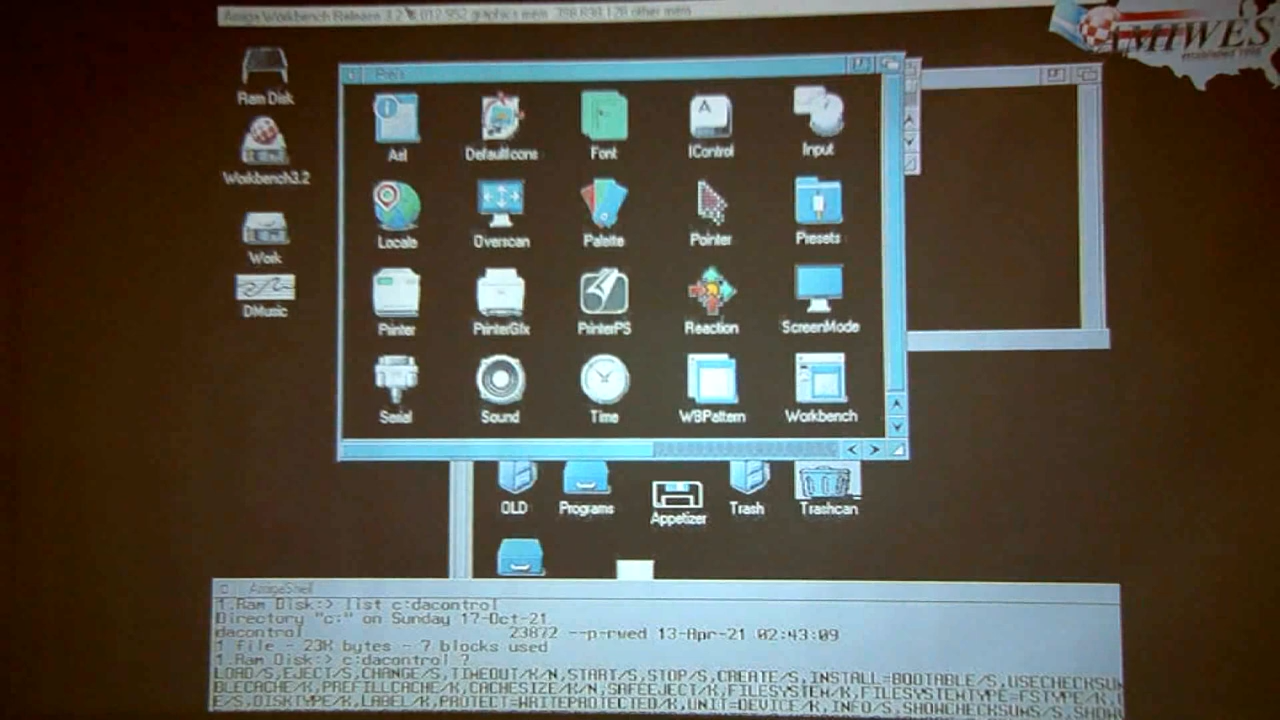 Amiga Workbench Release 3.2
graphics mem
other mem
AMIWEST
Ram Disk
Workbench3.2
Work
DMusic
Prefs
Asl DefaultIcons Font IControl Input
Locale Overscan Palette Pointer Presets
Printer PrinterGfx PrinterPS Reaction ScreenMode
Serial Sound Time WBPattern Workbench
OLD Programs Appetizer Trash Trashcan
AmigaShell
1.Ram Disk:> list c:dacontrol
Directory "c:" on Sunday 17-Oct-21
dacontrol 23872 --p-rwed 13-Apr-21 02:43:09
1 file - 23K bytes - 7 blocks used
1.Ram Disk:> c:dacontrol ?
LOAD/S,EJECT/S,CHANGE/S,TIMEOUT/K/N,START/S,STOP/S,CREATE/S,INSTALL=BOOTABLE/S,USECHECKSU
BLECACHE/K,PREFILLCACHE/K,CACHESIZE/K/N,SAFEEJECT/K,FILESYSTEM/K,FILESYSTEMTYPE=FSTYPE/K,
E/S,DISKTYPE/K,LABEL/K,PROTECT=WRITEPROTECTED/K,UNIT=DEVICE/K,INFO/S,SHOWCHECKSUMS/S,SHOW